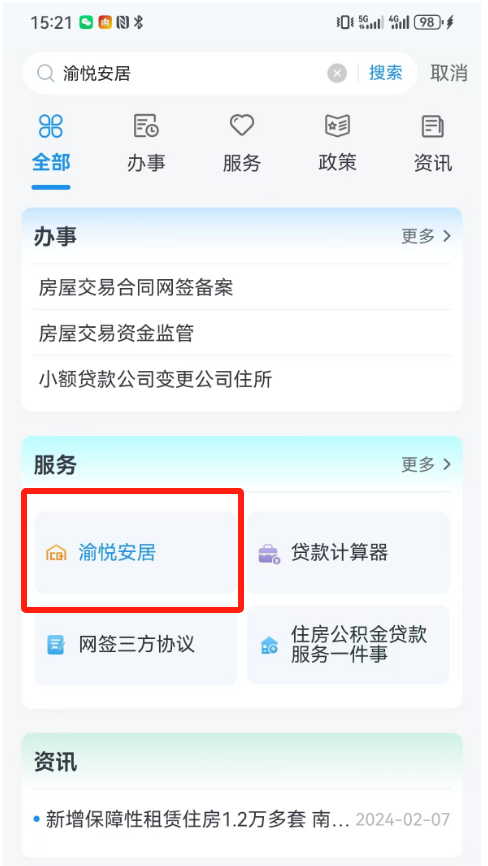 15:21 5G 4G 98
渝悦安居 搜索 取消
全部 办事 服务 政策 资讯
办事 更多
房屋交易合同网签备案
房屋交易资金监管
小额贷款公司变更公司住所
服务 更多
渝悦安居 贷款计算器
网签三方协议 住房公积金贷款
服务一件事
资讯
新增保障性租赁住房1.2万多套 南... 2024-02-07